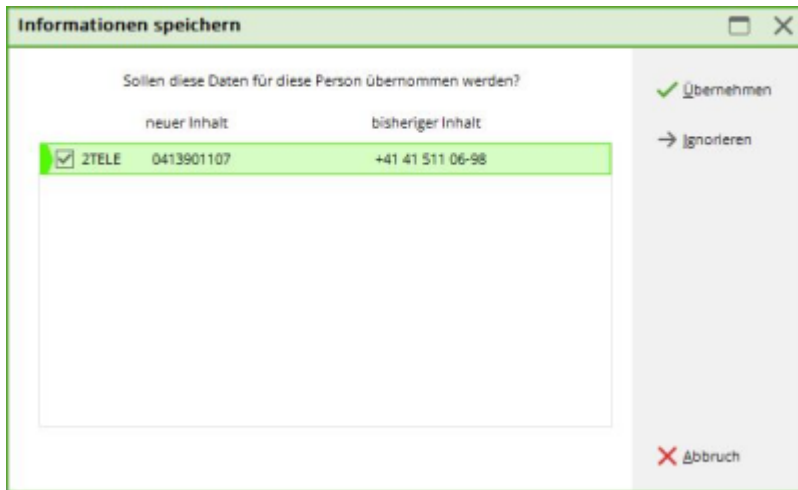 Informationen speichern
Sollen diese Daten für diese Person übernommen werden?
neuer Inhalt bisheriger Inhalt
2TELE 0413901107 +41 41 511 06-98
Übernehmen
Ignorieren
Abbruch